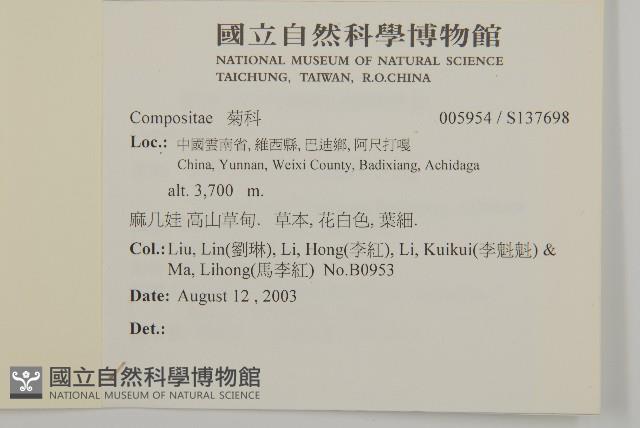 國立自然科學博物館
NATIONAL MUSEUM OF NATURAL SCIENCE
TAICHUNG, TAIWAN, R.O.CHINA
Compositae 菊科 005954 / S137698
Loc.: 中國雲南省, 維西縣, 巴迪鄉, 阿尺打嘎
China, Yunnan, Weixi County, Badixiang, Achidaga
alt. 3,700 m.
麻几娃 高山草甸. 草本, 花白色, 葉細.
Col.: Liu, Lin(劉琳), Li, Hong(李紅), Li, Kuikui(李魁魁) &
Ma, Lihong(馬李紅) No.B0953
Date: August 12 , 2003
Det.:
國立自然科學博物館
NATIONAL MUSEUM OF NATURAL SCIENCE